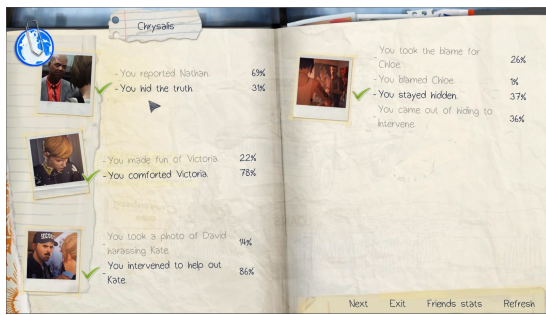 Chrysalis
- You reported Nathan. 69%
- You hid the truth. 31%
- You made fun of Victoria. 22%
- You comforted Victoria. 78%
- You took a photo of David 14%
harassing Kate.
- You intervened to help out 86%
Kate.
- You took the blame for 26%
Chloe.
- You blamed Chloe. 1%
- You stayed hidden. 37%
- You came out of hiding to 36%
intervene.
Next Exit Friends stats Refresh